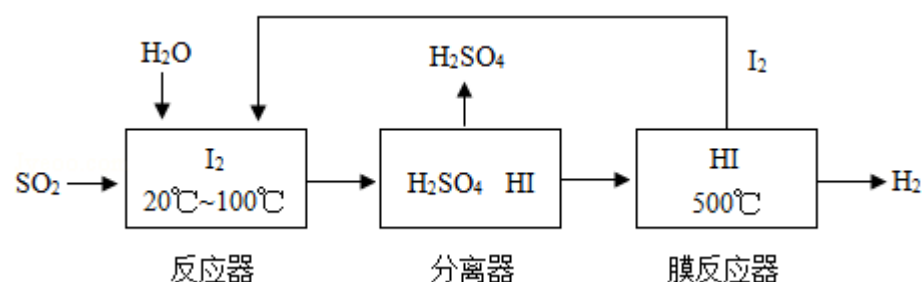 H₂O
H₂SO₄
I₂
SO₂
I₂
20℃~100℃
H₂SO₄ HI
HI
500℃
H₂
反应器
分离器
膜反应器